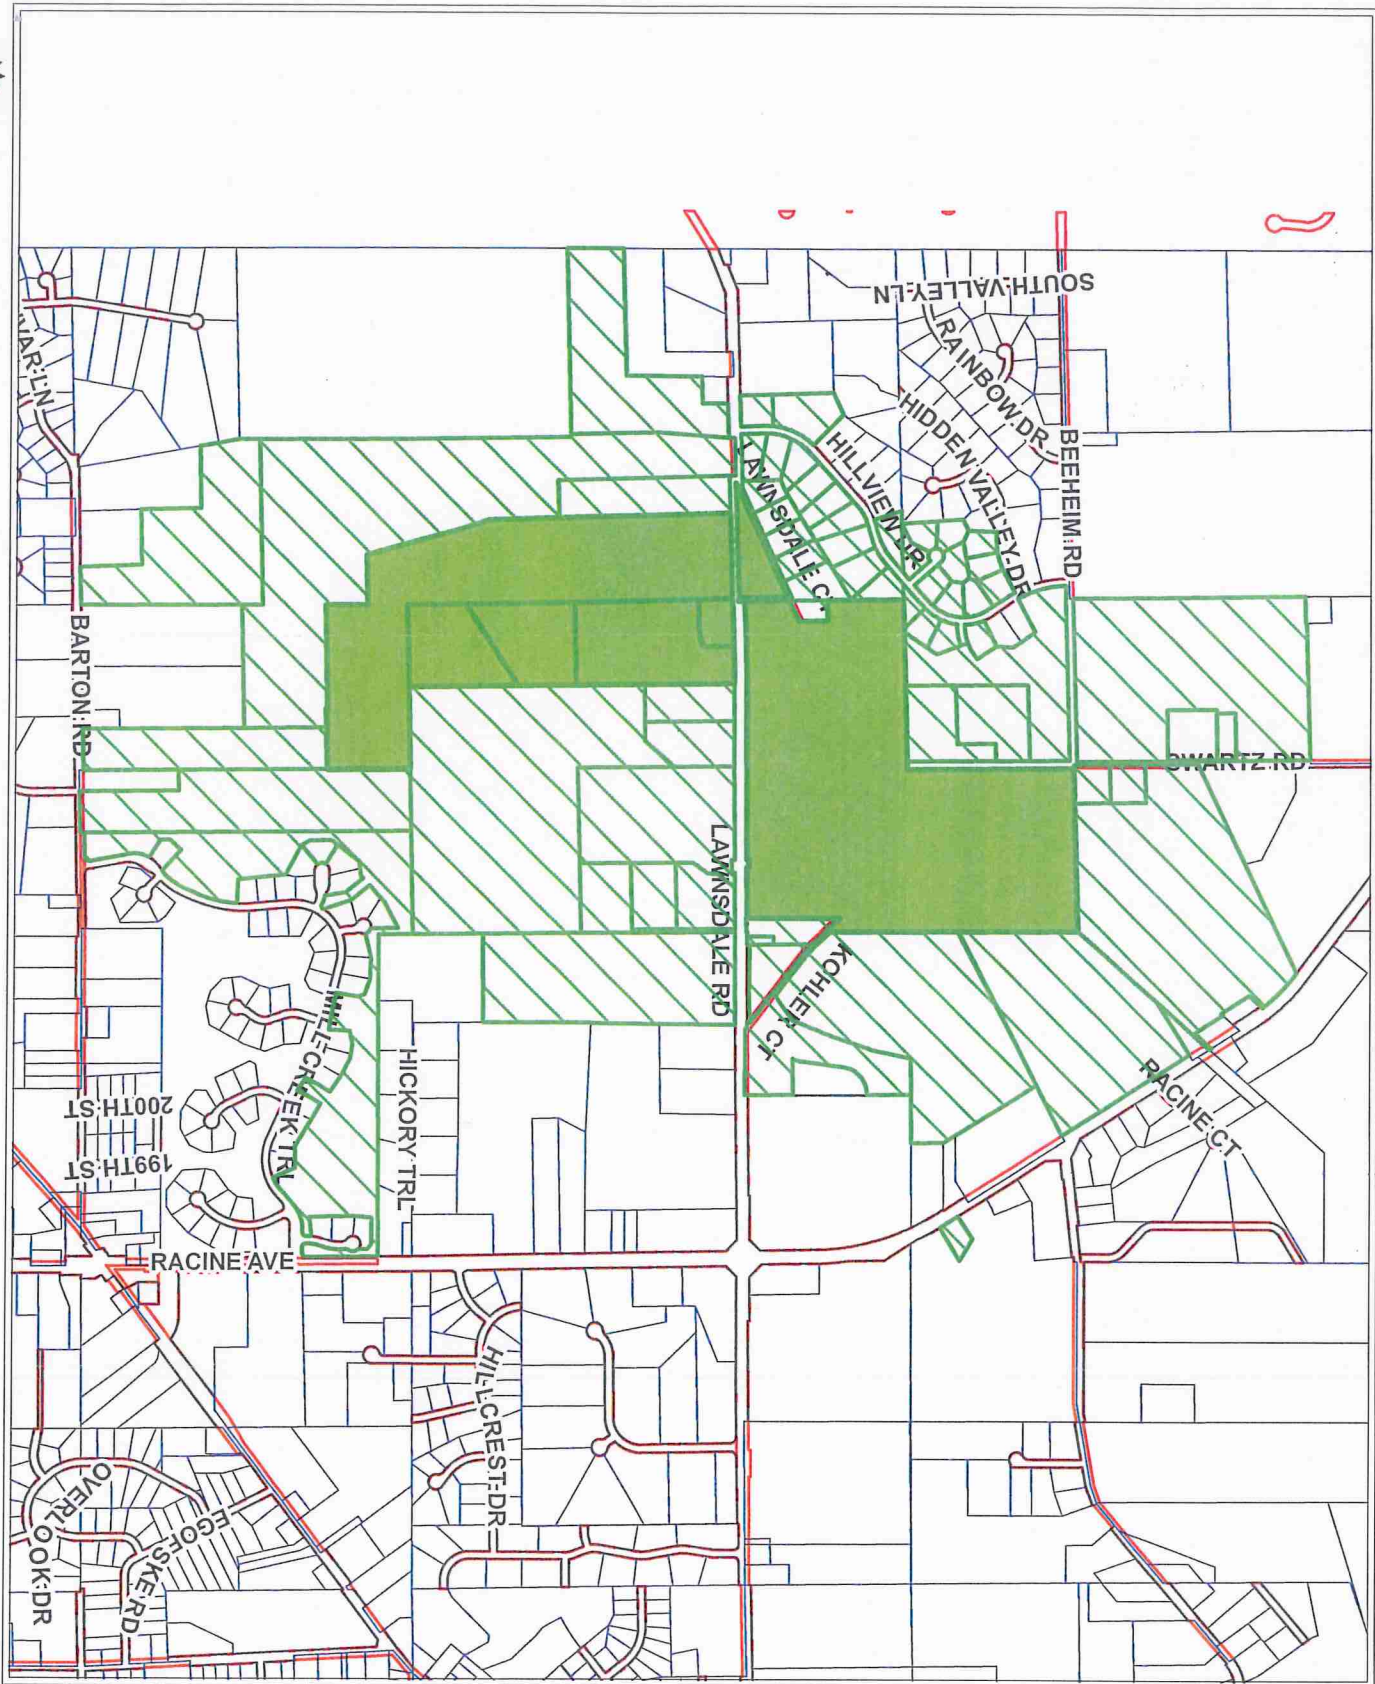 SOUTH VALLEY LN
RAINBOW DR
HIDDEN VALLEY DR
BEEHEIM RD
HILLVIEW DR
LAWNSDALE
SWARTZ RD
BARTON RD
LAWNSDALE RD
KOHLER CT
RACINE CT
MILL CREEK TRL
HICKORY TRL
200TH ST
199TH ST
RACINE AVE
HILLCREST DR
OVERLOOK DR
EGOFSKE RD